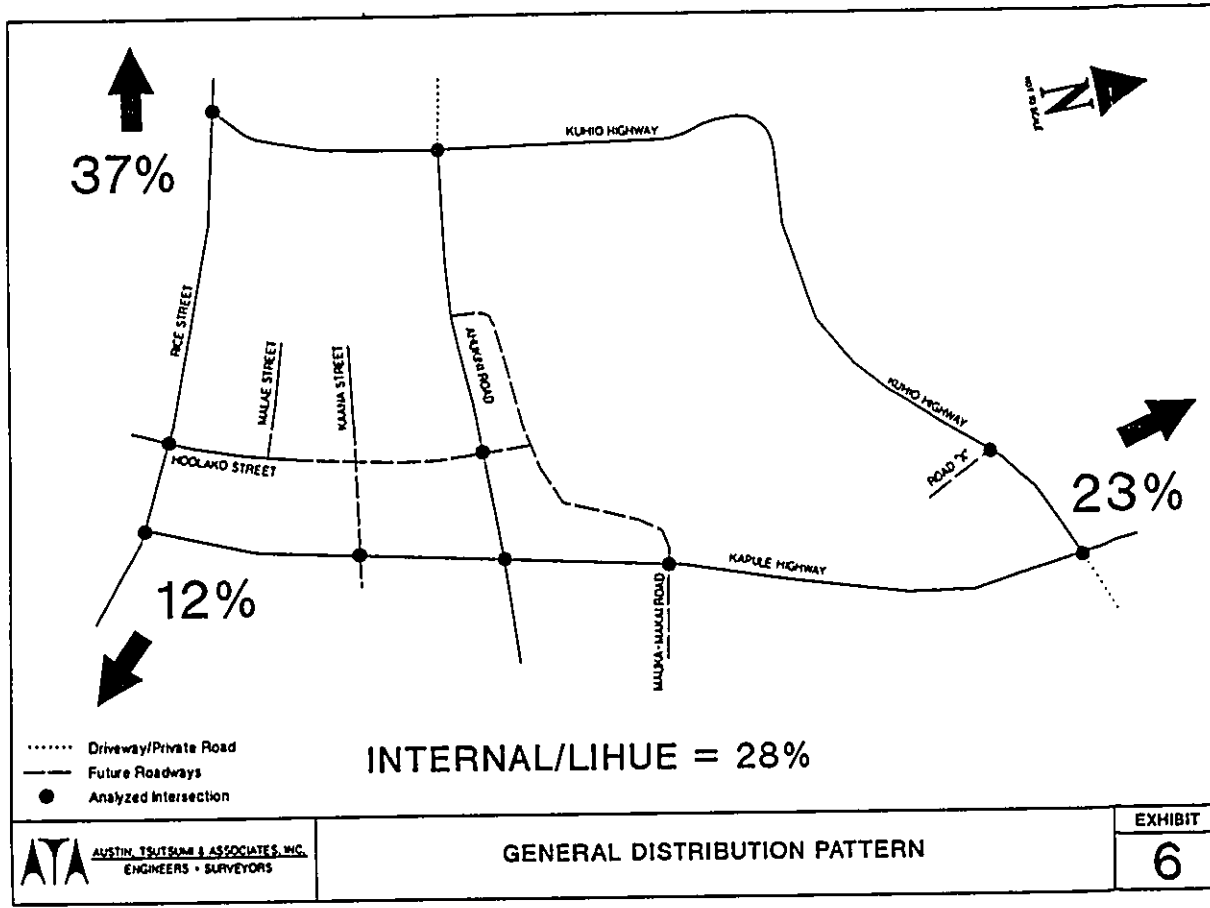 NOT TO SCALE
N
37%
KUHIO HIGHWAY
RICE STREET
MALAE STREET
KAANA STREET
AHUKINI ROAD
HOOLAKO STREET
KUHIO HIGHWAY
ROAD "X"
23%
12%
KAPULE HIGHWAY
MAUKA-MAKAI ROAD
INTERNAL/LIHUE = 28%
Driveway/Private Road
Future Roadways
Analyzed Intersection
ATA
AUSTIN, TSUTSUMI & ASSOCIATES, INC.
ENGINEERS • SURVEYORS
GENERAL DISTRIBUTION PATTERN
EXHIBIT
6